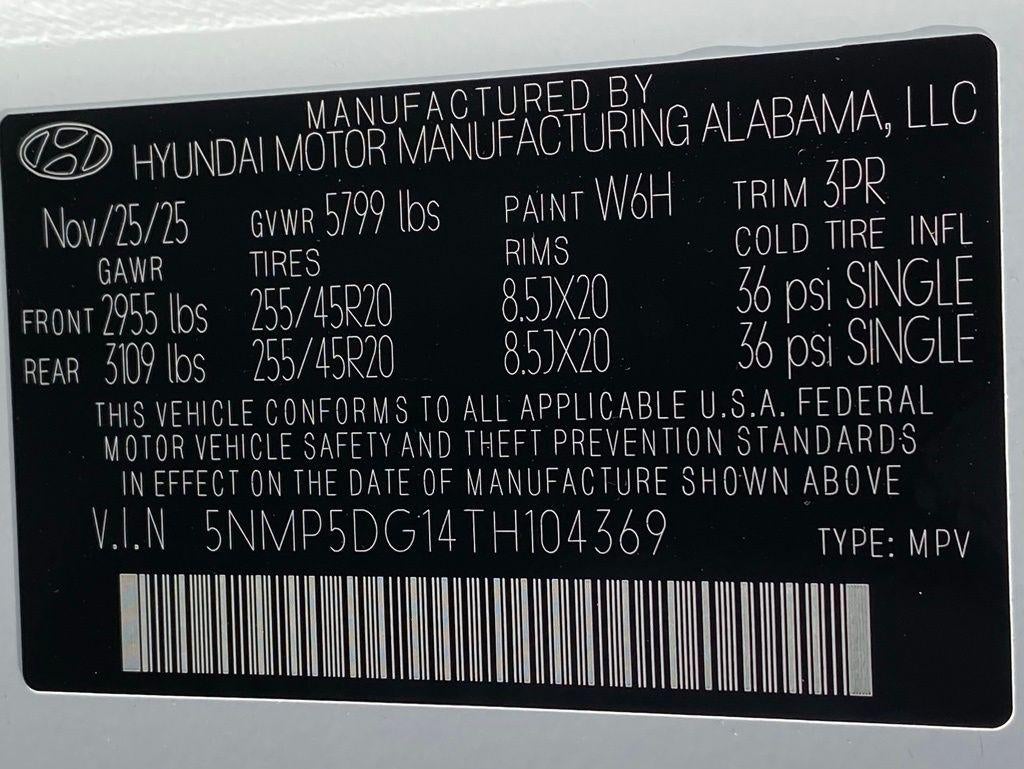 MANUFACTURED BY
HYUNDAI MOTOR MANUFACTURING ALABAMA, LLC
Nov/25/25 GVWR 5799 lbs PAINT W6H TRIM 3PR
GAWR TIRES RIMS COLD TIRE INFL
FRONT 2955 lbs 255/45R20 8.5JX20 36 psi SINGLE
REAR 3109 lbs 255/45R20 8.5JX20 36 psi SINGLE
THIS VEHICLE CONFORMS TO ALL APPLICABLE U.S.A. FEDERAL
MOTOR VEHICLE SAFETY AND THEFT PREVENTION STANDARDS
IN EFFECT ON THE DATE OF MANUFACTURE SHOWN ABOVE
V.I.N 5NMP5DG14TH104369 TYPE: MPV